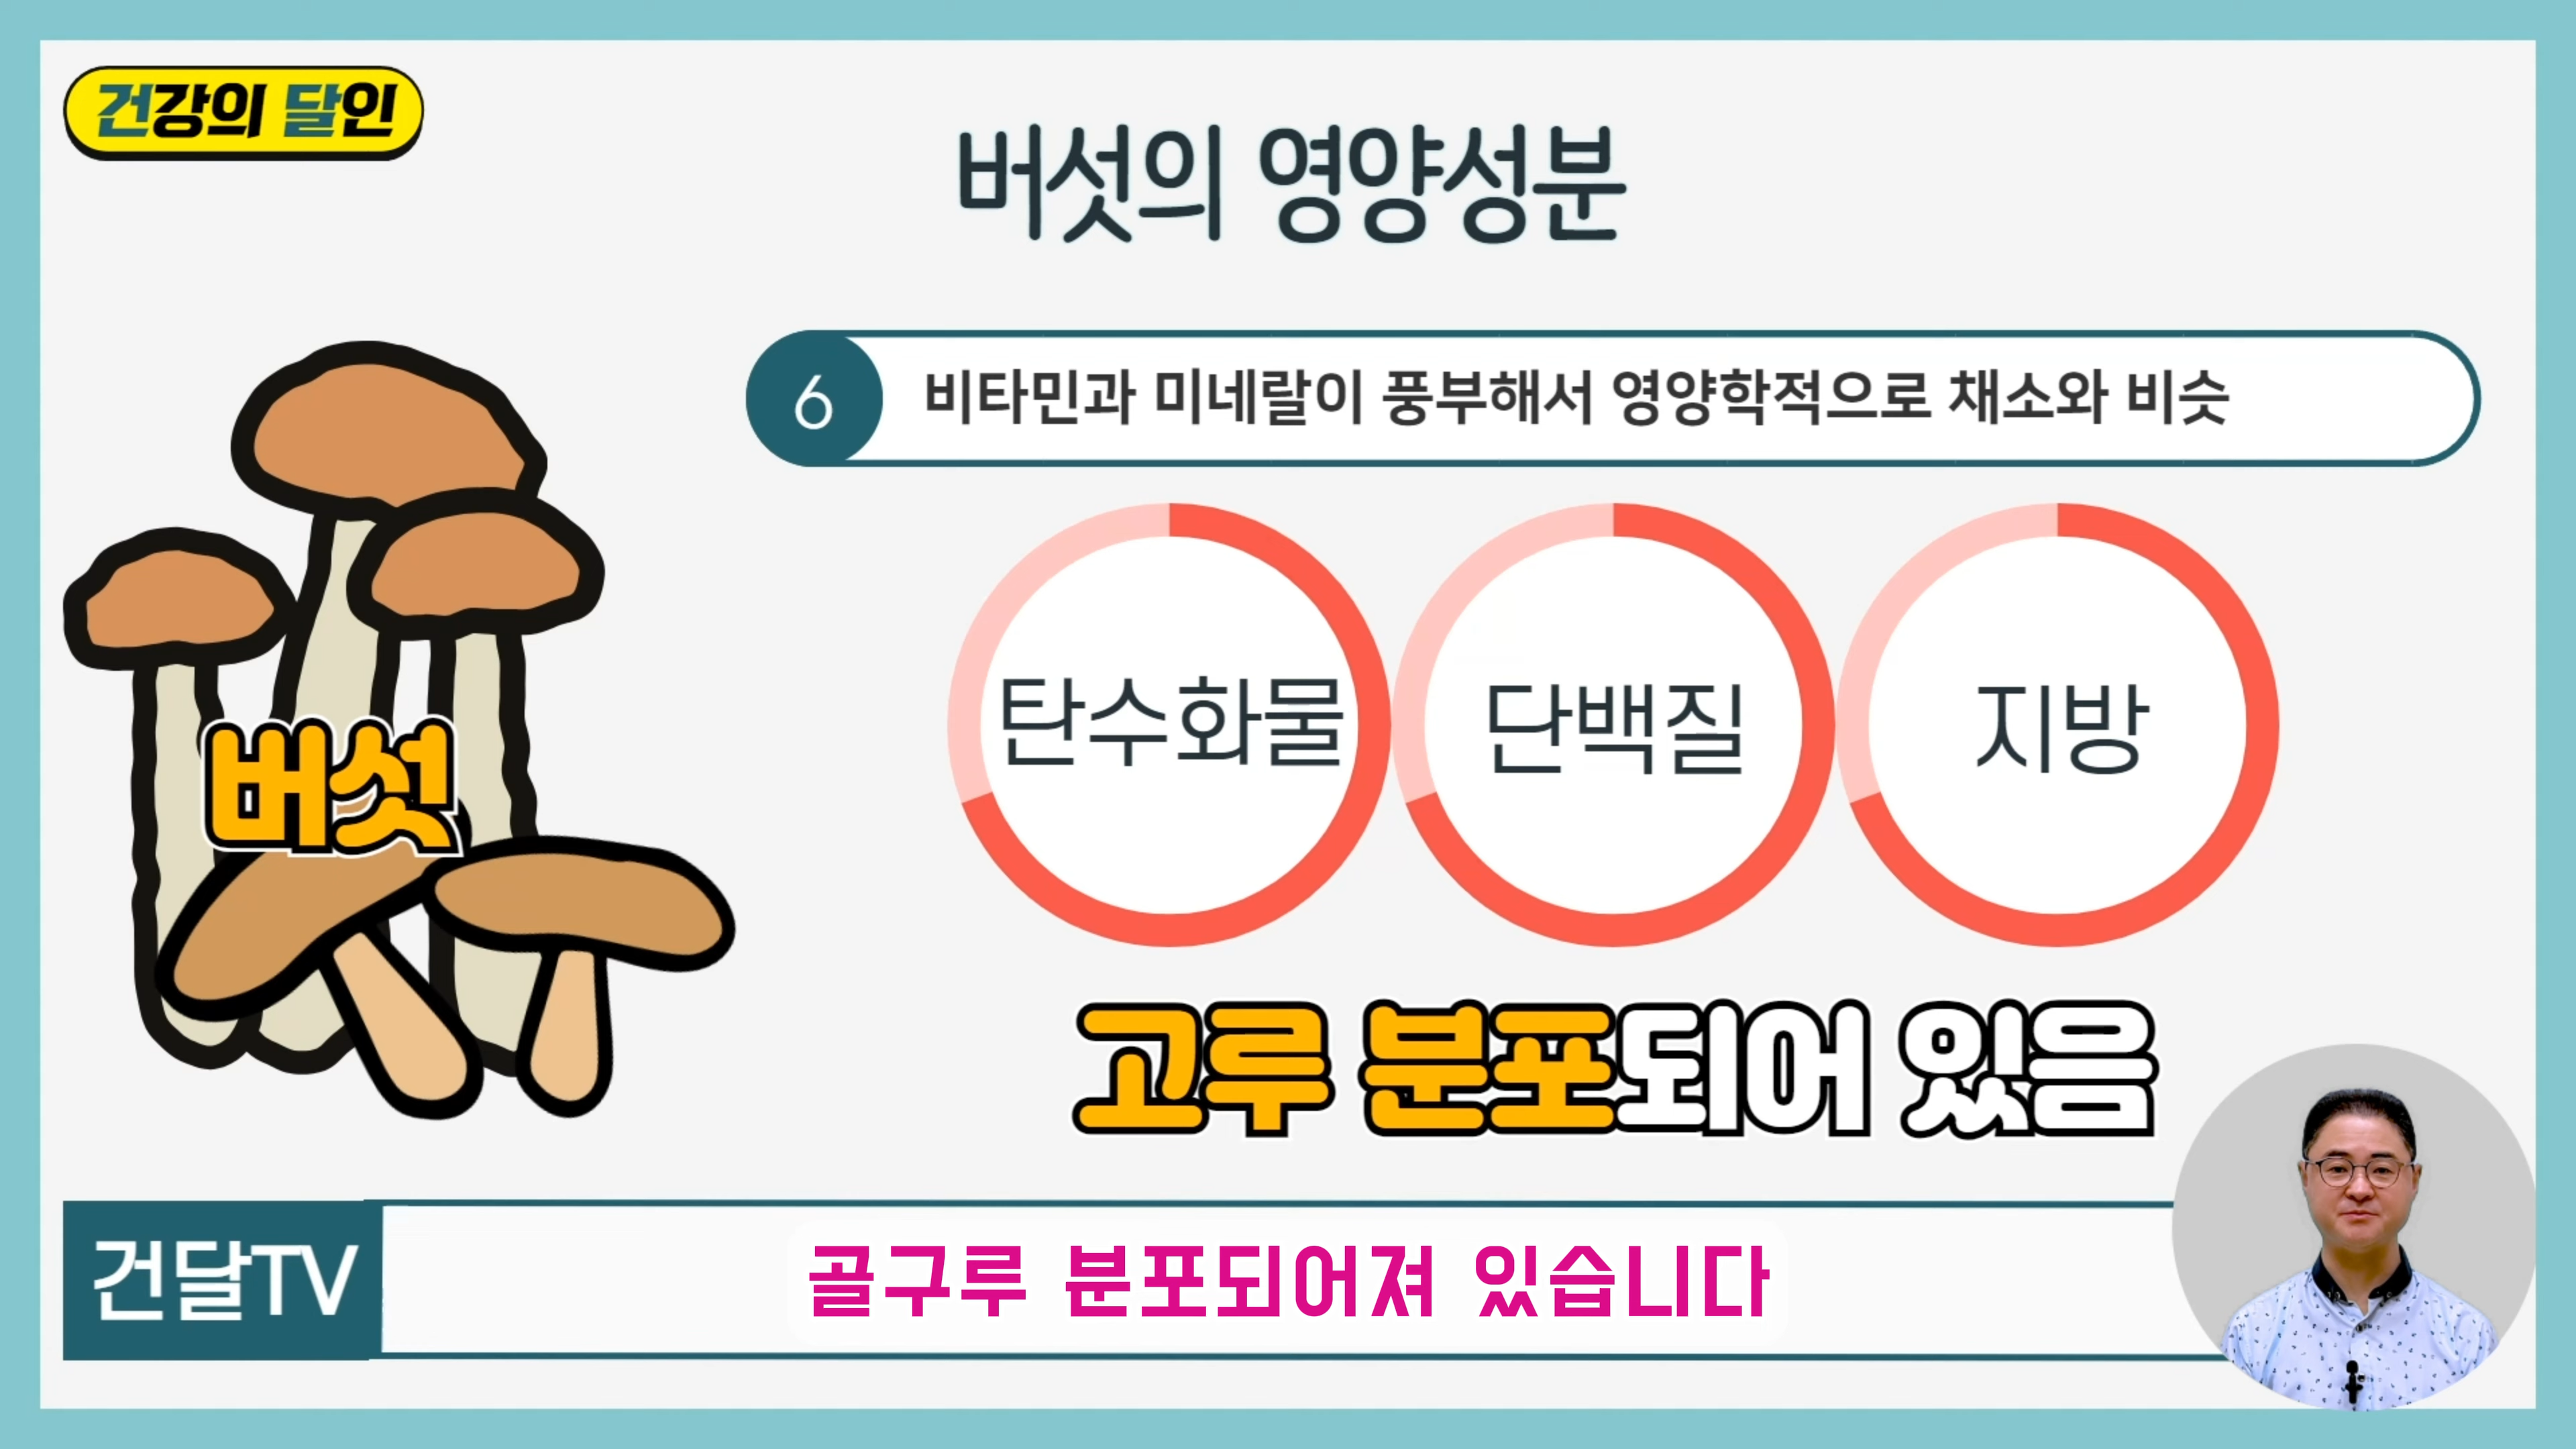 건강의 달인
버섯의 영양성분
6 비타민과 미네랄이 풍부해서 영양학적으로 채소와 비슷
탄수화물 단백질 지방
버섯
고루 분포되어 있음
건달TV 골구루 분포되어져 있습니다